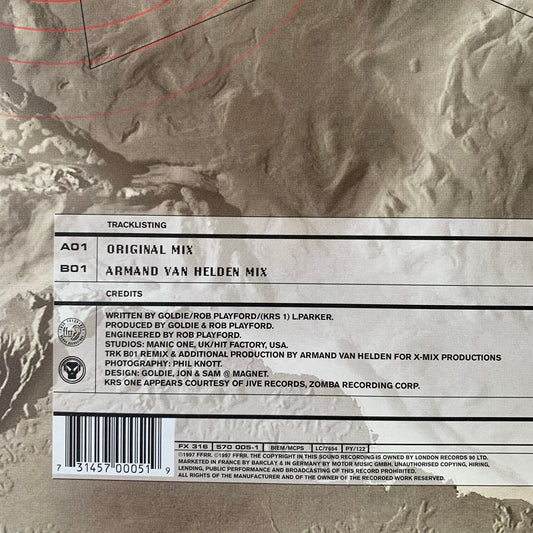 TRACKLISTING
A01 ORIGINAL MIX
B01 ARMAND VAN HELDEN MIX
CREDITS
WRITTEN BY GOLDIE/ROB PLAYFORD/(KRS 1) L.PARKER.
PRODUCED BY GOLDIE & ROB PLAYFORD.
ENGINEERED BY ROB PLAYFORD.
STUDIOS: MANIC ONE, UK/HIT FACTORY, USA.
TRK B01 REMIX & ADDITIONAL PRODUCTION BY ARMAND VAN HELDEN FOR X-MIX PRODUCTIONS
PHOTOGRAPHY: PHIL KNOTT.
DESIGN: GOLDIE, JON & SAM @ MAGNET.
KRS ONE APPEARS COURTESY OF JIVE RECORDS, ZOMBA RECORDING CORP.
FX 316 570 005-1 BIEM/MCPS LC/7654 PY/122
℗1997 FFRR. ©1997 FFRR. THE COPYRIGHT IN THIS SOUND RECORDING IS OWNED BY LONDON RECORDS 90 LTD.
MARKETED IN FRANCE BY BARCLAY & IN GERMANY BY MOTOR MUSIC GMBH. UNAUTHORISED COPYING, HIRING,
LENDING, PUBLIC PERFORMANCE AND BROADCASTING OF THIS RECORD PROHIBITED.
ALL RIGHTS OF THE MANUFACTURER AND OF THE OWNER OF THE RECORDED WORK RESERVED.
7 31457 00051 9